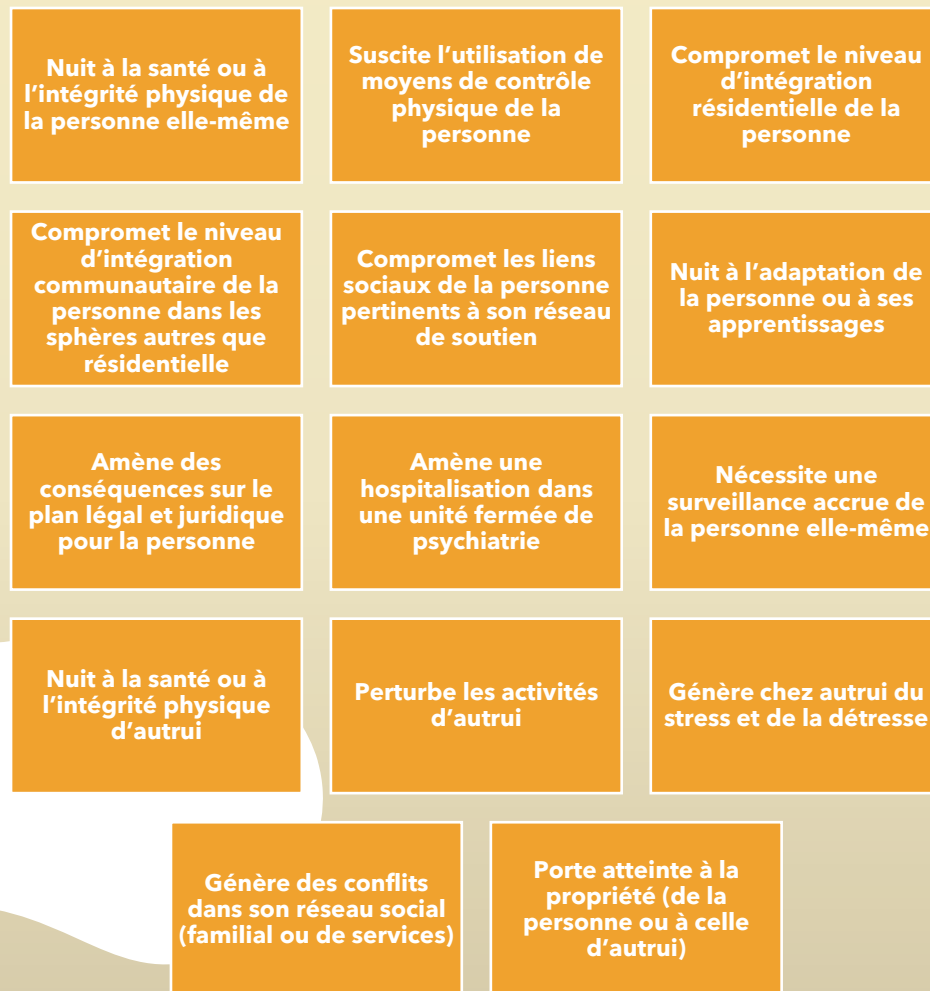 Nuit à la santé ou à
l’intégrité physique de
la personne elle-même
Suscite l’utilisation de
moyens de contrôle
physique de la
personne
Compromet le niveau
d’intégration
résidentielle de la
personne
Compromet le niveau
d’intégration
communautaire de la
personne dans les
sphères autres que
résidentielle
Compromet les liens
sociaux de la personne
pertinents à son réseau
de soutien
Nuit à l’adaptation de
la personne ou à ses
apprentissages
Amène des
conséquences sur le
plan légal et juridique
pour la personne
Amène une
hospitalisation dans
une unité fermée de
psychiatrie
Nécessite une
surveillance accrue de
la personne elle-même
Nuit à la santé ou à
l’intégrité physique
d’autrui
Perturbe les activités
d’autrui
Génère chez autrui du
stress et de la détresse
Génère des conflits
dans son réseau social
(familial ou de services)
Porte atteinte à la
propriété (de la
personne ou à celle
d’autrui)